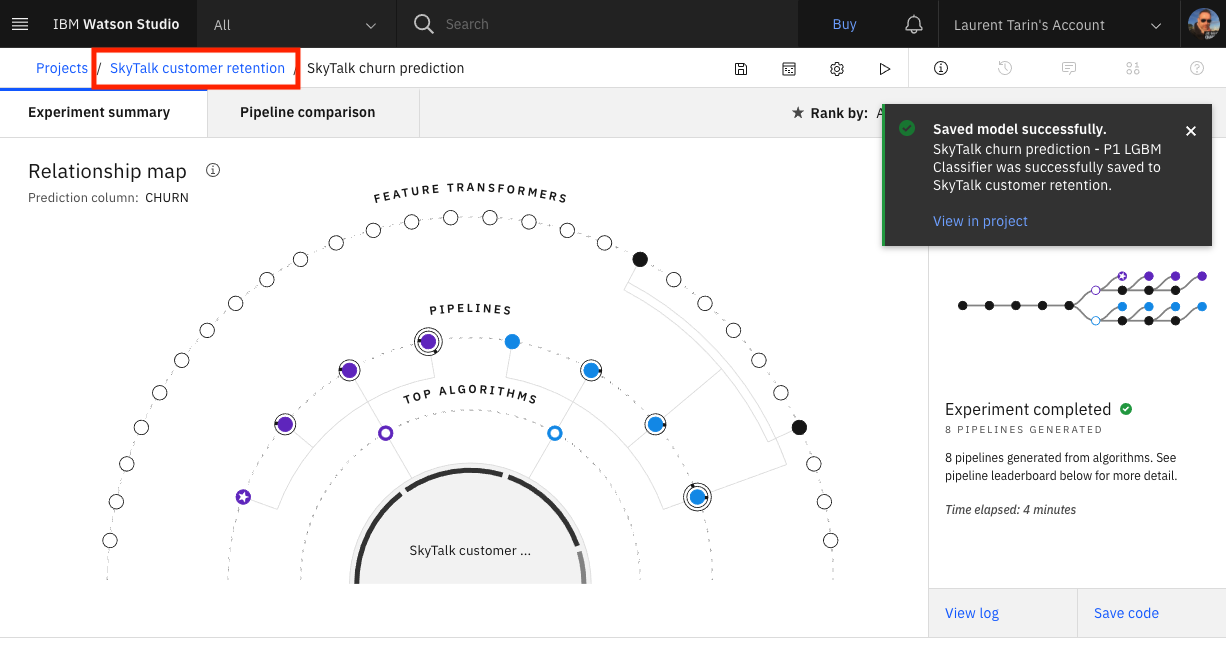 IBM Watson Studio
All
Search
Buy
Laurent Tarin's Account
Projects / SkyTalk customer retention / SkyTalk churn prediction
Experiment summary
Pipeline comparison
★ Rank by: A
Saved model successfully.
SkyTalk churn prediction - P1 LGBM
Classifier was successfully saved to
SkyTalk customer retention.
View in project
Relationship map
Prediction column: CHURN
FEATURE TRANSFORMERS
PIPELINES
TOP ALGORITHMS
SkyTalk customer ...
Experiment completed
8 PIPELINES GENERATED
8 pipelines generated from algorithms. See
pipeline leaderboard below for more detail.
Time elapsed: 4 minutes
View log
Save code